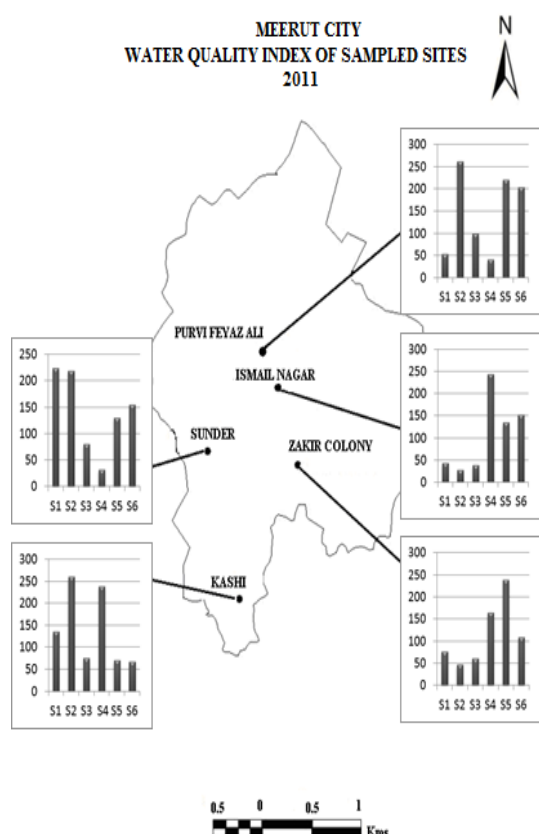 MEERUT CITY
WATER QUALITY INDEX OF SAMPLED SITES
2011
N
300
250
200
150
100
50
0
S1 S2 S3 S4 S5 S6
PURVI FEYAZ ALI
ISMAIL NAGAR
300
250
200
150
100
50
0
S1 S2 S3 S4 S5 S6
250
200
150
100
50
0
S1 S2 S3 S4 S5 S6
SUNDER
ZAKIR COLONY
300
250
200
150
100
50
0
S1 S2 S3 S4 S5 S6
KASHI
300
250
200
150
100
50
0
S1 S2 S3 S4 S5 S6
0.5 0 0.5 1
Kms